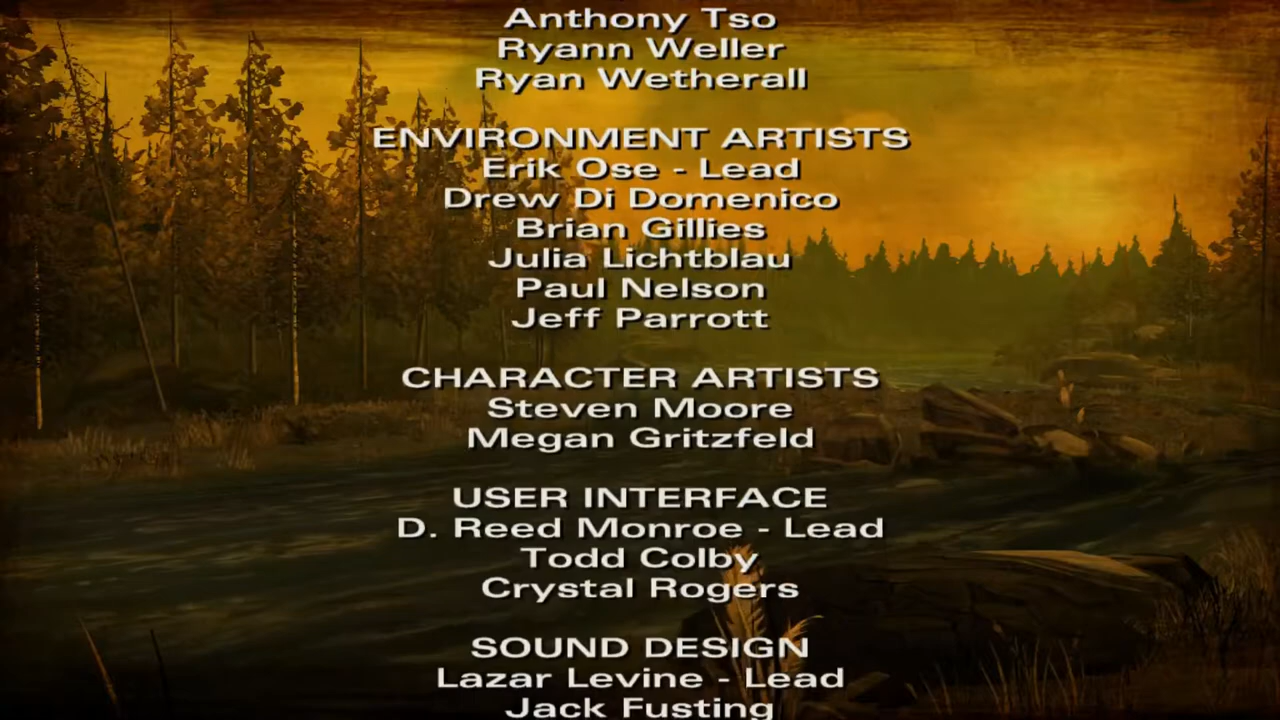 Anthony Tso
Ryann Weller
Ryan Wetherall
ENVIRONMENT ARTISTS
Erik Ose - Lead
Drew Di Domenico
Brian Gillies
Julia Lichtblau
Paul Nelson
Jeff Parrott
CHARACTER ARTISTS
Steven Moore
Megan Gritzfeld
USER INTERFACE
D. Reed Monroe - Lead
Todd Colby
Crystal Rogers
SOUND DESIGN
Lazar Levine - Lead
Jack Fusting